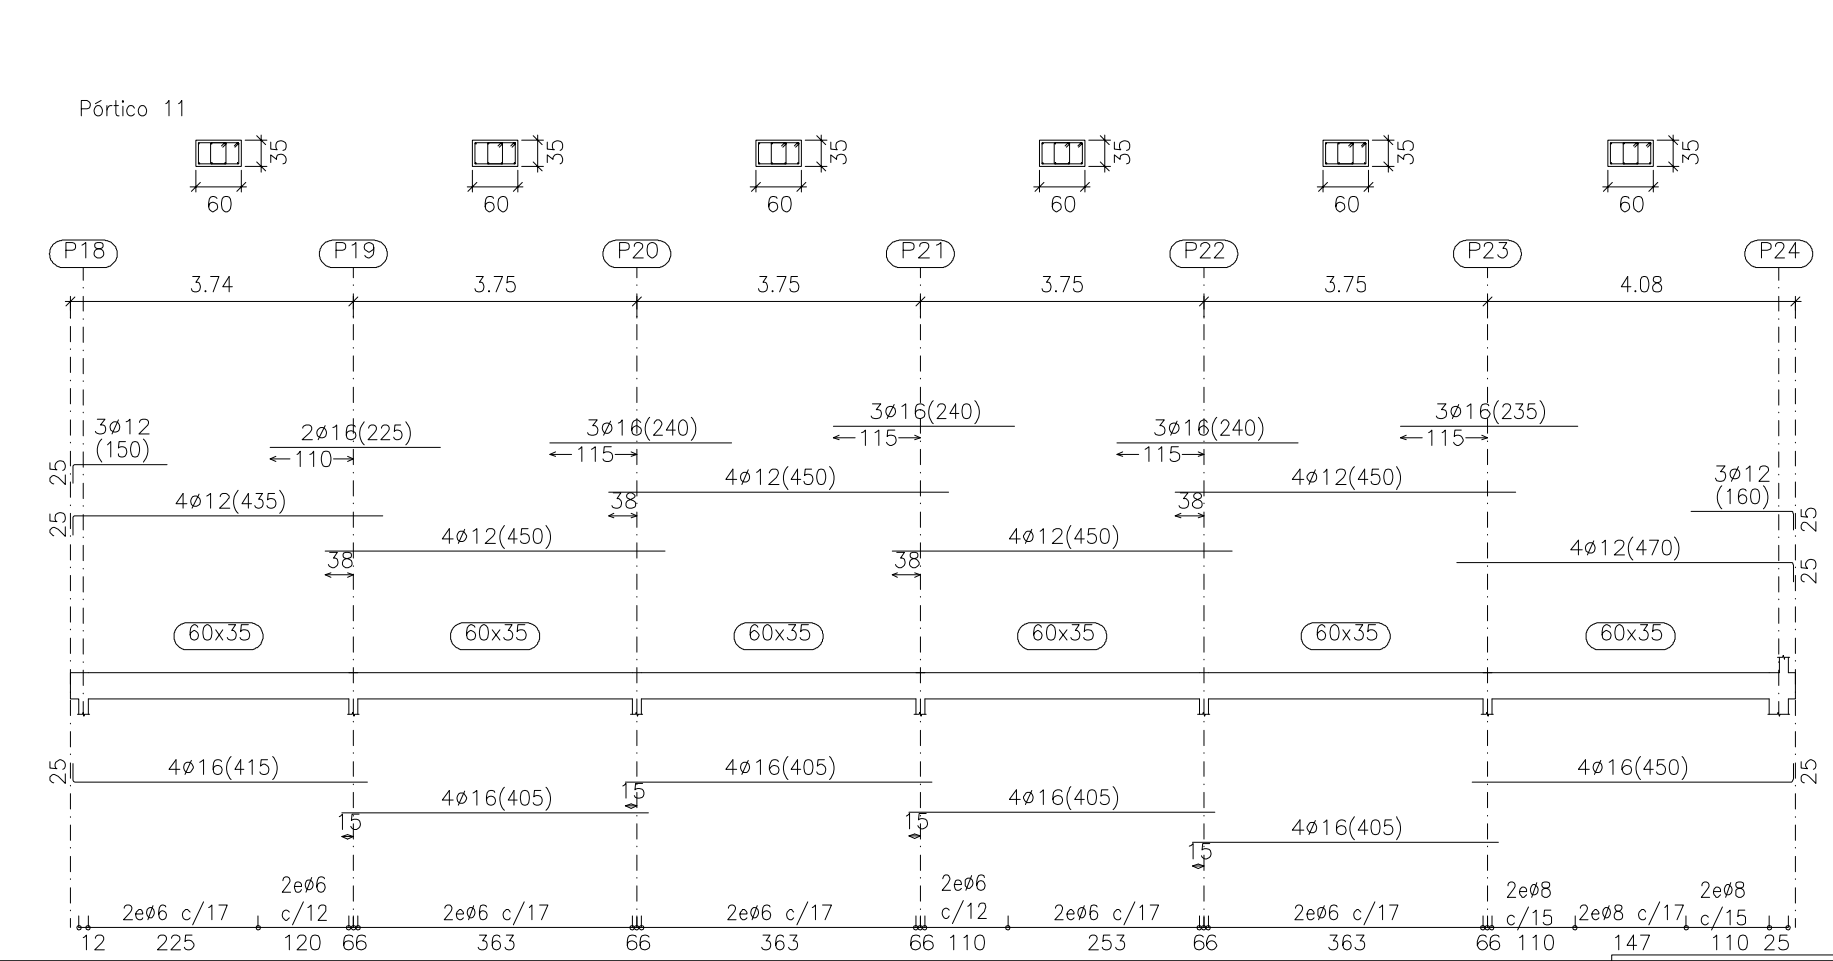 Pórtico 11
35 35 35 35 35 35
60 60 60 60 60 60
P18 P19 P20 P21 P22 P23 P24
3.74 3.75 3.75 3.75 3.75 4.08
3ø16(240) 3ø16(235)
3ø12 2ø16(225) 3ø16(240) 115 3ø16(240) 115
(150) 110 115 115
25 4ø12(450) 4ø12(450) 3ø12
4ø12(435) 38 38 (160)
25 25
4ø12(450) 4ø12(450) 4ø12(470)
38 38 25
60x35 60x35 60x35 60x35 60x35 60x35
25 4ø16(415) 4ø16(405) 4ø16(450) 25
4ø16(405) 15 4ø16(405)
15 15 4ø16(405)
15
2eø6 2eø6 2eø8 2eø8
2eø6 c/17 c/12 2eø6 c/17 2eø6 c/17 c/12 2eø6 c/17 2eø6 c/17 c/15 2eø8 c/17 c/15
12 225 120 66 363 66 363 66 110 253 66 363 66 110 147 110 25